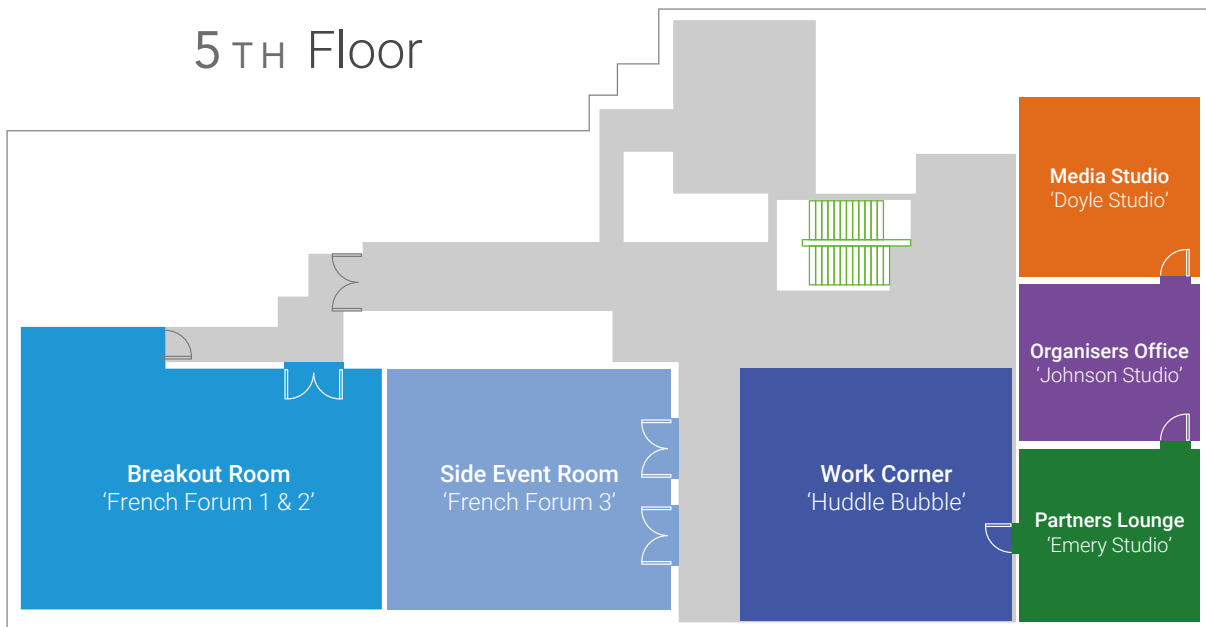 5 TH Floor
Media Studio
‘Doyle Studio’
Organisers Office
‘Johnson Studio’
Breakout Room
‘French Forum 1 & 2’
Side Event Room
‘French Forum 3’
Work Corner
‘Huddle Bubble’
Partners Lounge
‘Emery Studio’